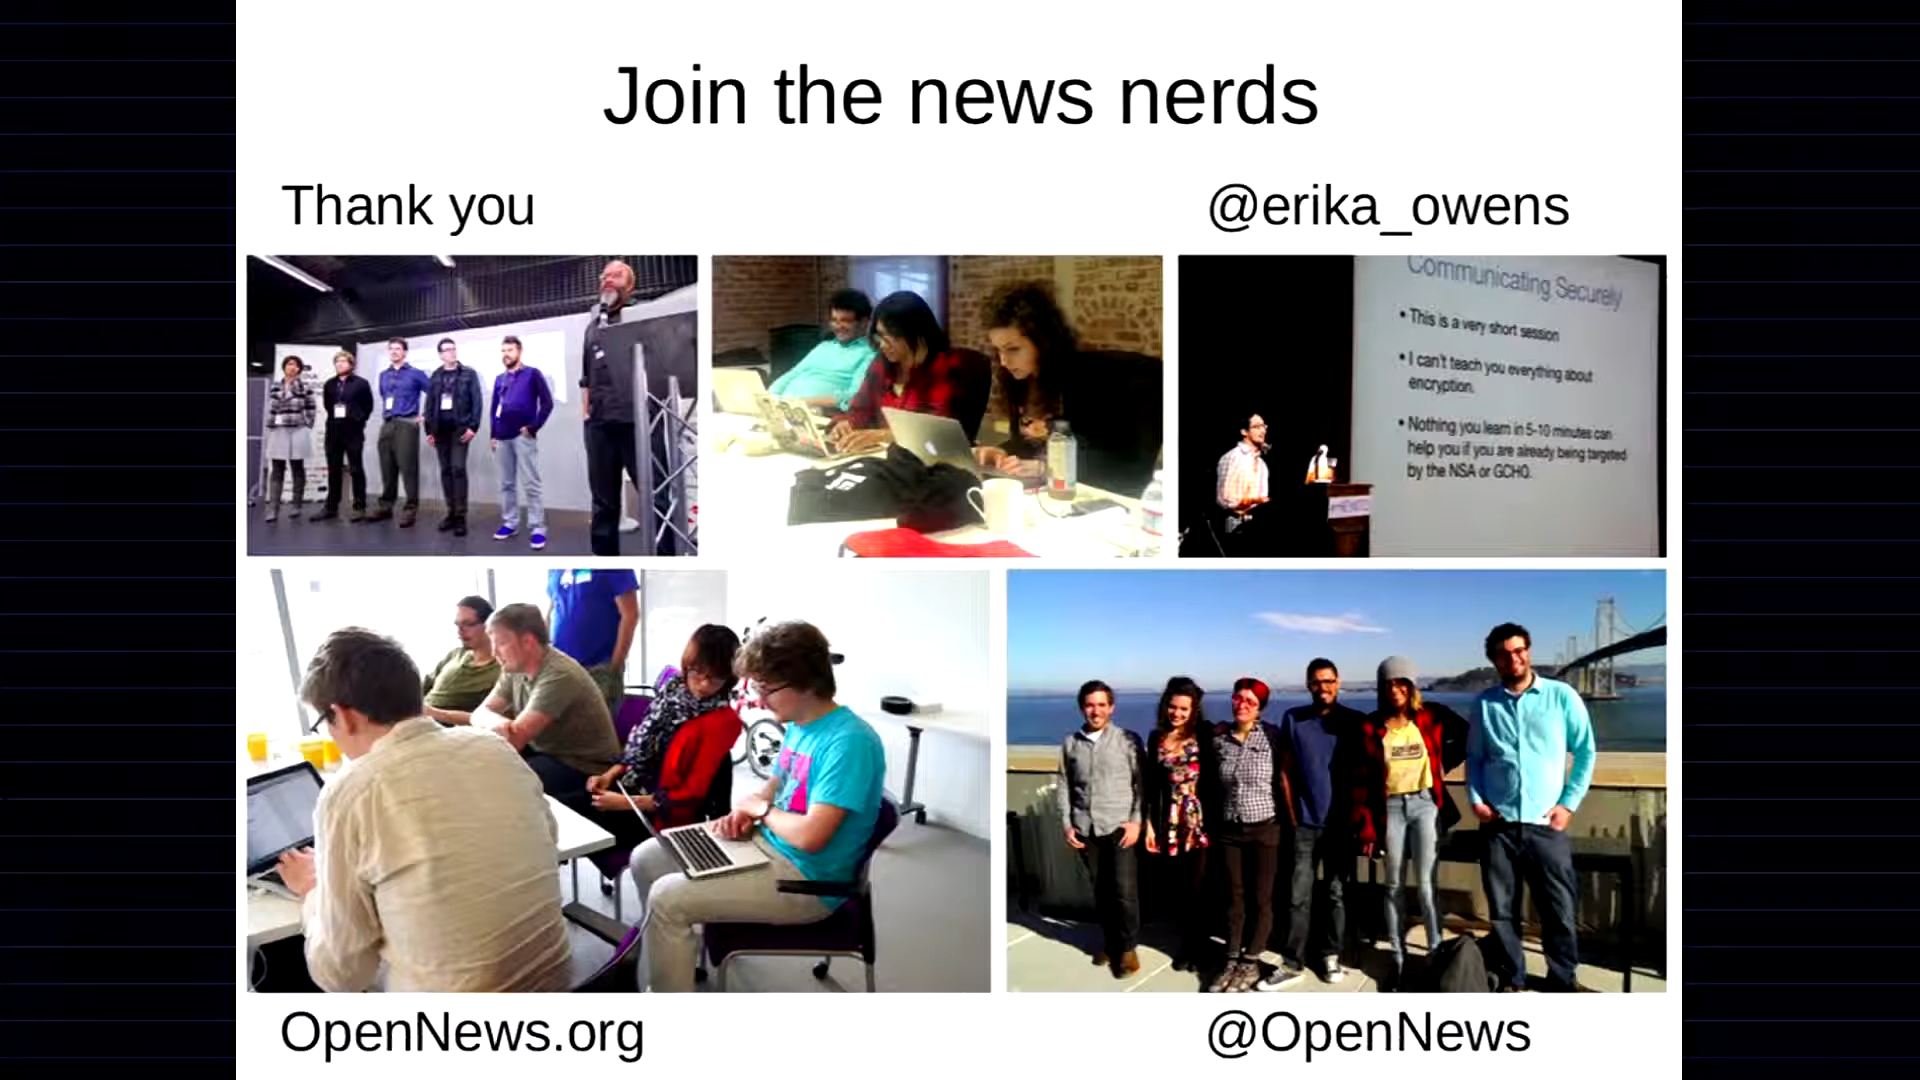 Join the news nerds
Thank you
@erika_owens
Communicating Securely
• This is a very short session
• I can't teach you everything about
encryption.
• Nothing you learn in 5-10 minutes can
help you if you are already being targeted
by the NSA or GCHQ.
OpenNews.org
@OpenNews